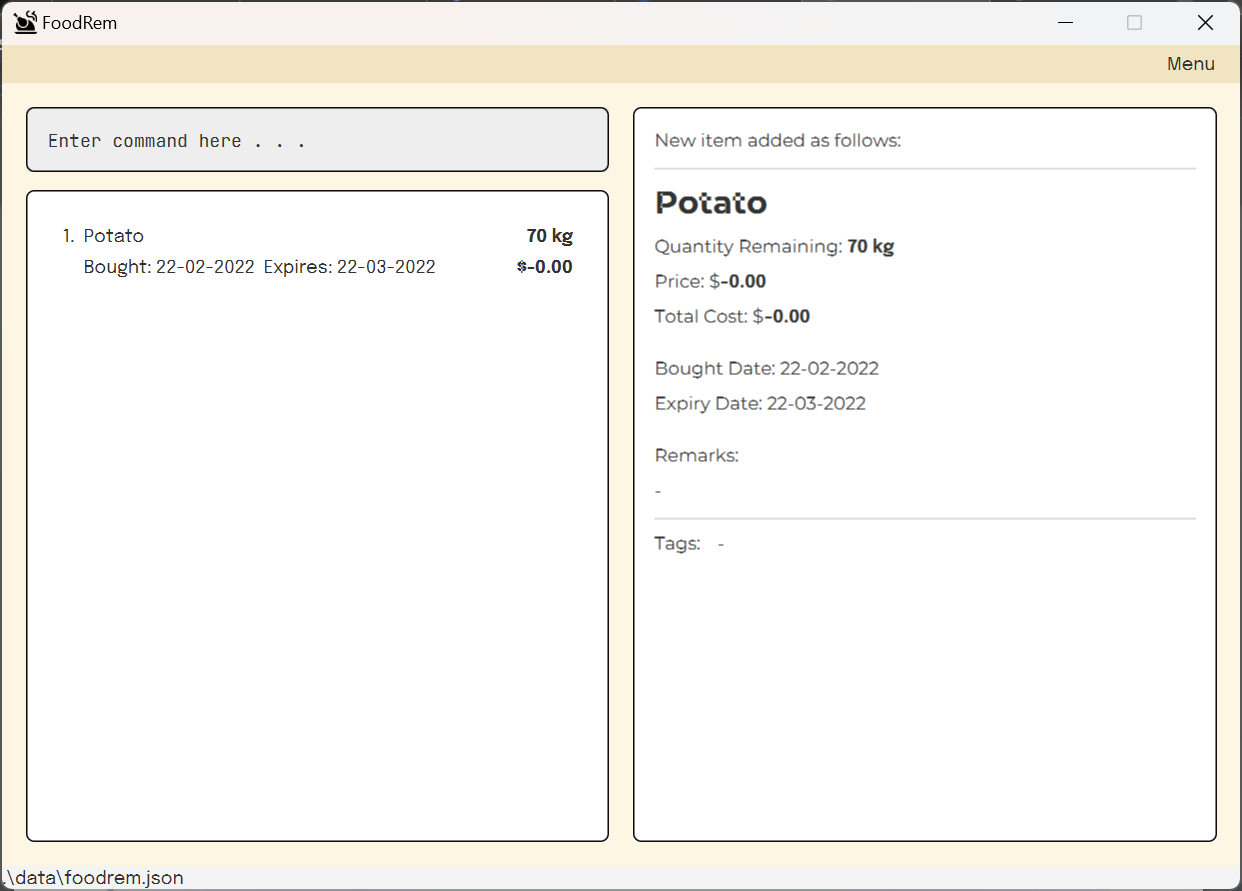 FoodRem
Menu
Enter command here . . .
1. Potato 70 kg
Bought: 22-02-2022 Expires: 22-03-2022 $-0.00
New item added as follows:
Potato
Quantity Remaining: 70 kg
Price: $-0.00
Total Cost: $-0.00
Bought Date: 22-02-2022
Expiry Date: 22-03-2022
Remarks:
-
Tags: -
.\data\foodrem.json